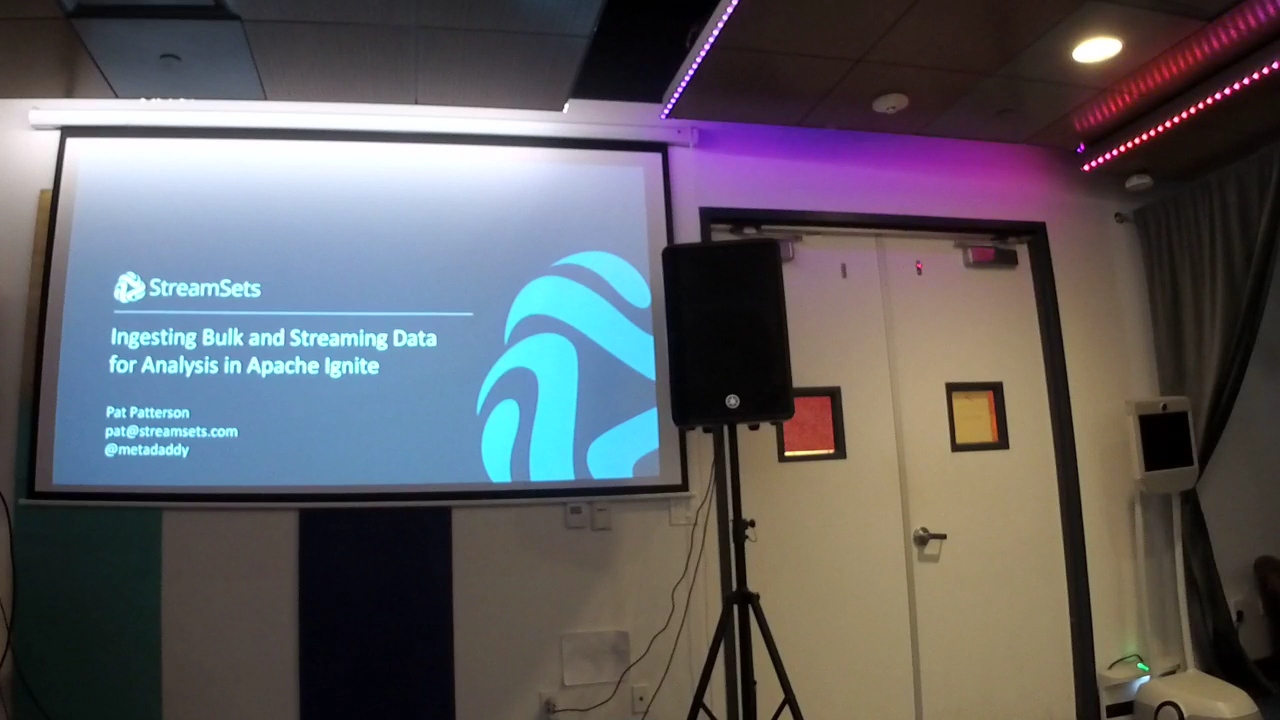 StreamSets
Ingesting Bulk and Streaming Data
for Analysis in Apache Ignite
Pat Patterson
pat@streamsets.com
@metadaddy